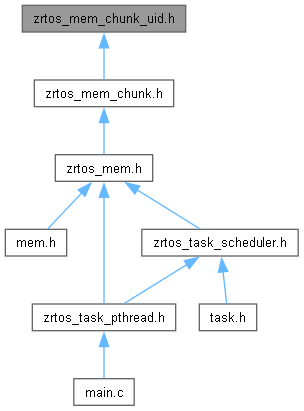 zrtos_mem_chunk_uid.h
zrtos_mem_chunk.h
zrtos_mem.h
mem.h
zrtos_task_scheduler.h
zrtos_task_pthread.h
task.h
main.c